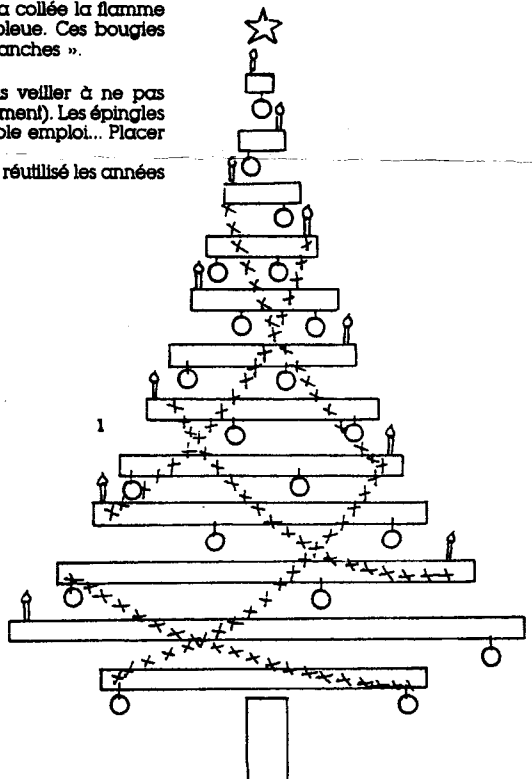 a collée la flamme
bleue. Ces bougies
anches ».
s veiller à ne pas
ment). Les épingles
ble emploi... Placer
réutilisé les années
1